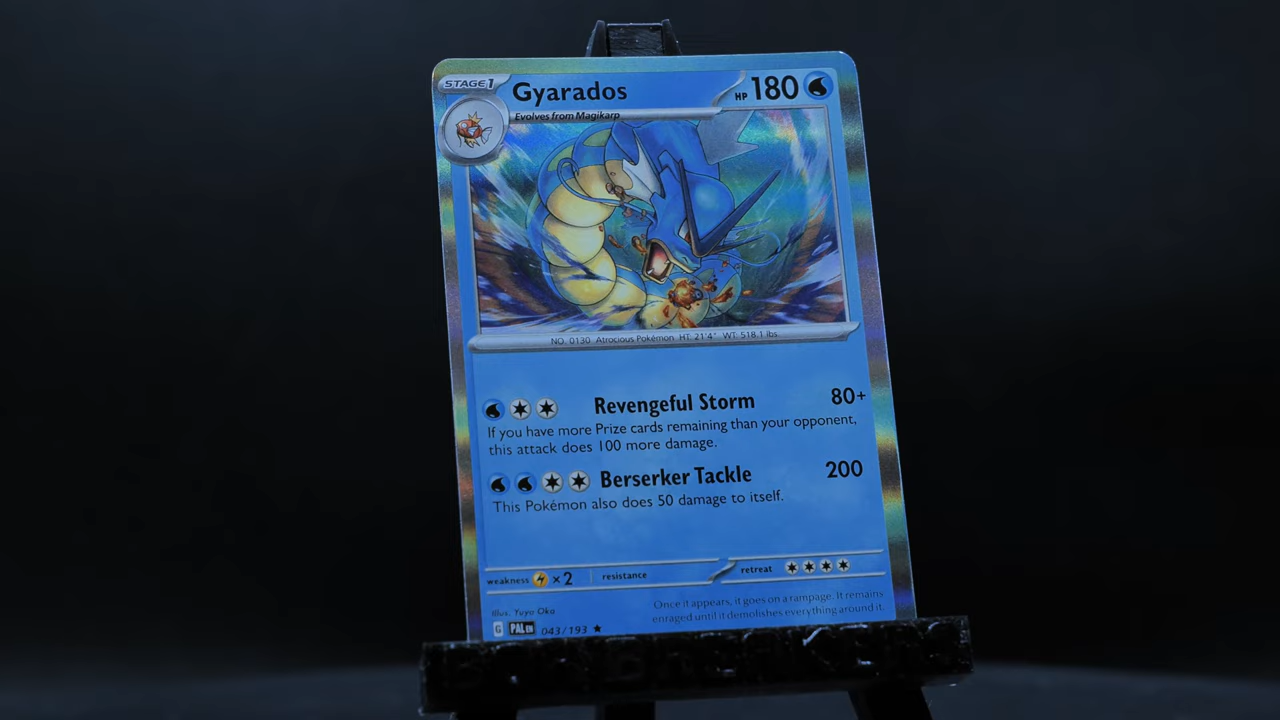 STAGE1 Gyarados HP 180
Evolves from Magikarp
NO. 0130 Atrocious Pokémon HT: 21'4" WT: 518.1 lbs
Revengeful Storm 80+
If you have more Prize cards remaining than your opponent,
this attack does 100 more damage.
Berserker Tackle 200
This Pokémon also does 50 damage to itself.
weakness ×2 resistance retreat
Illus. Yuya Oka
Once it appears, it goes on a rampage. It remains
enraged until it demolishes everything around it.
G PAL EN 043/193 ★